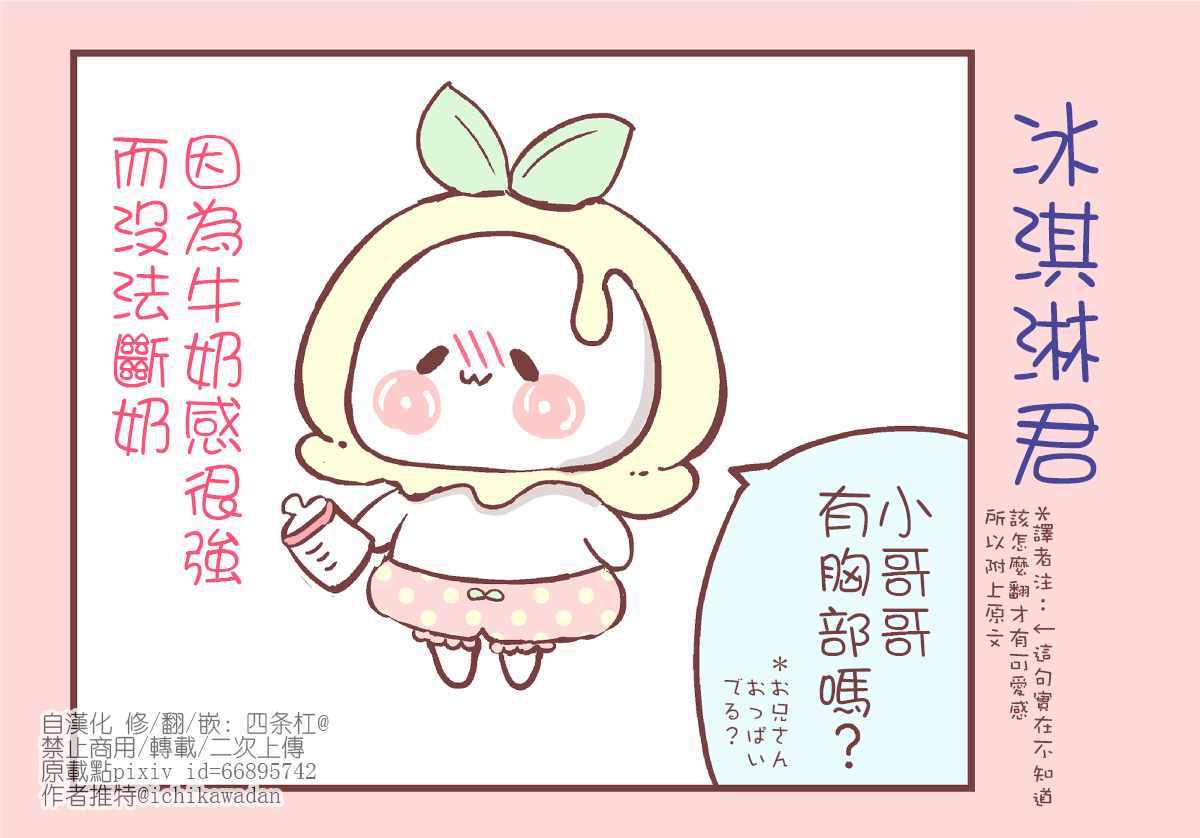 冰淇淋君
*譯者注：←這句實在不知道
該怎麼翻才有可愛感
所以附上原文
小哥哥
有胸部嗎？
*お兄さん
おっぱい
でる？
因為牛奶感很強
而沒法斷奶
自漢化 修/翻/嵌: 四条杠@
禁止商用/轉載/二次上傳
原載點pixiv id=66895742
作者推特@ichikawadan